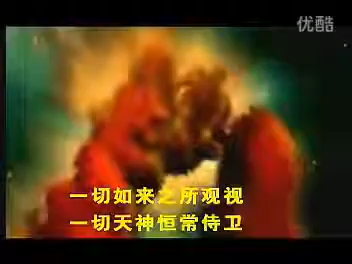 优酷
一切如来之所观视
一切天神恒常侍卫